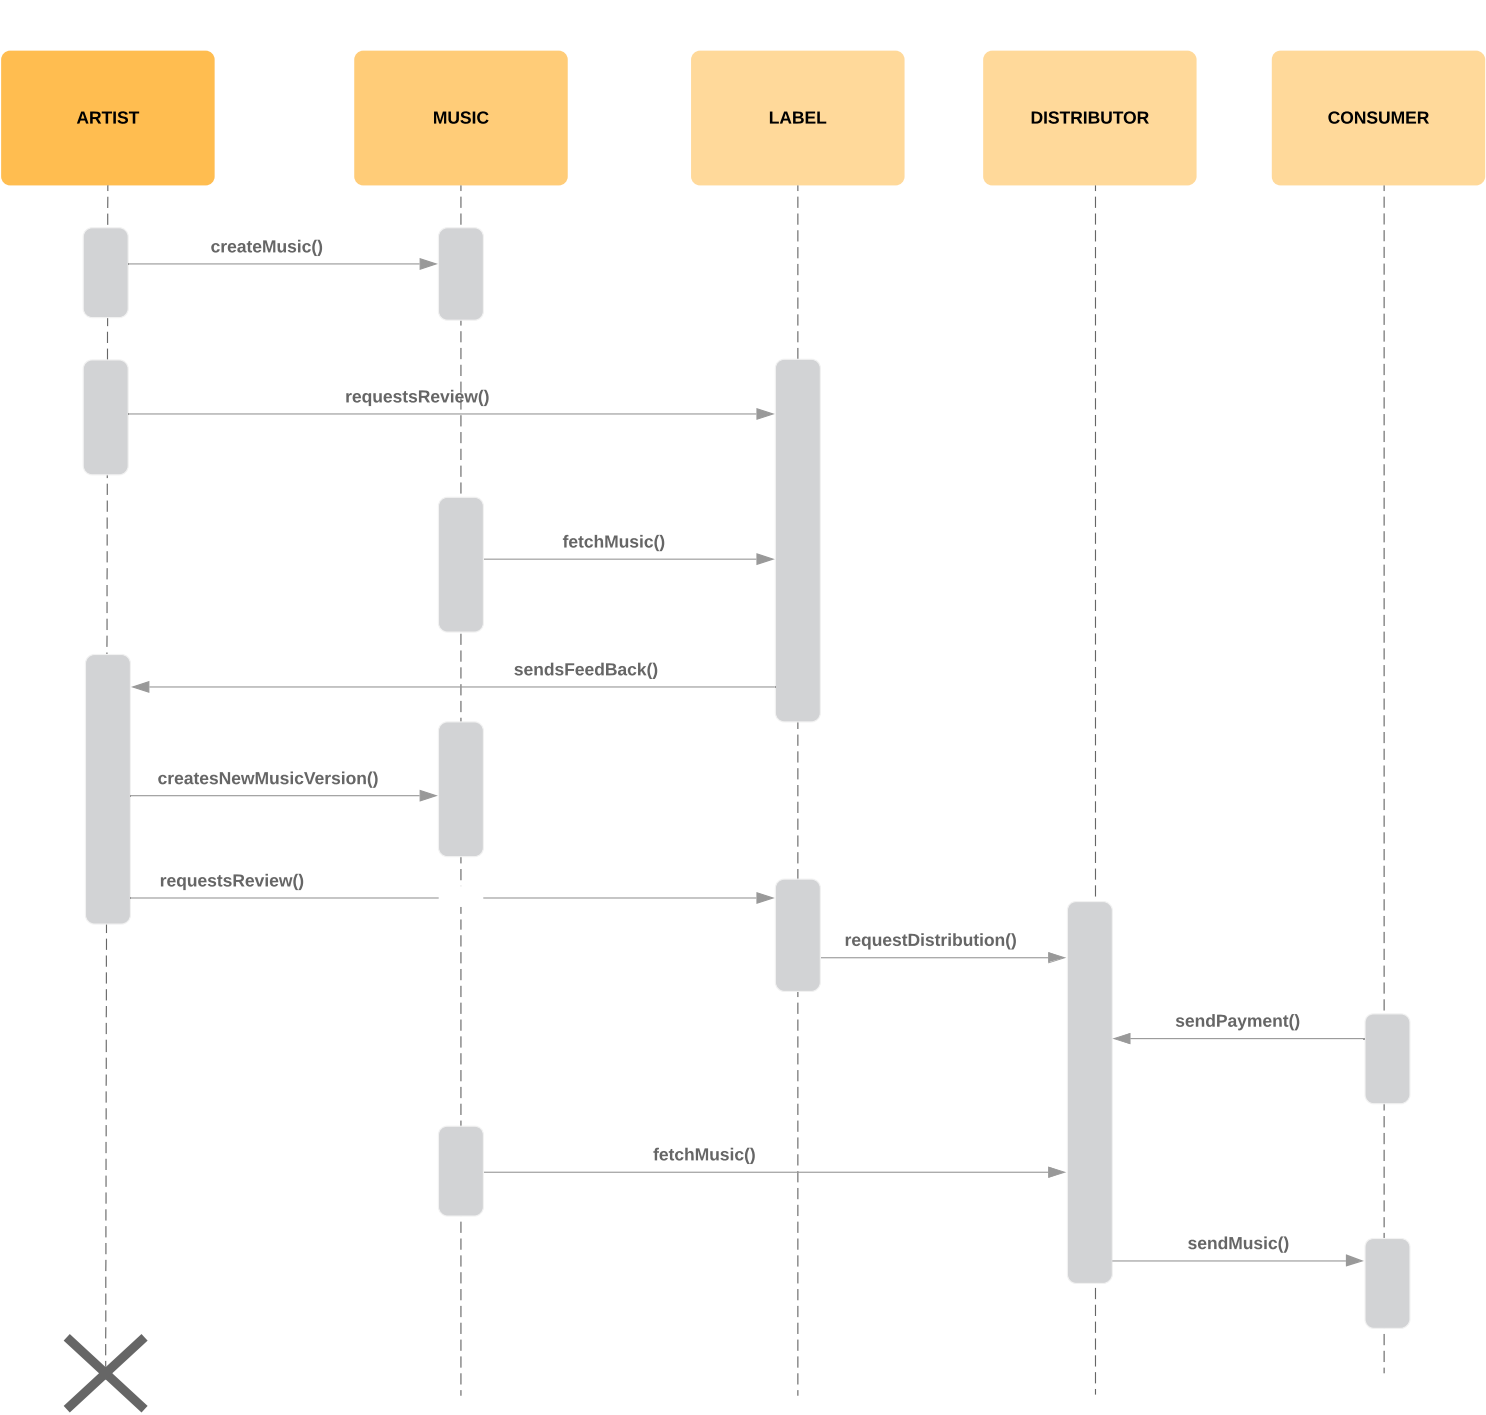 ARTIST
MUSIC
LABEL
DISTRIBUTOR
CONSUMER
createMusic()
requestsReview()
fetchMusic()
sendsFeedBack()
createsNewMusicVersion()
requestsReview()
requestDistribution()
sendPayment()
fetchMusic()
sendMusic()